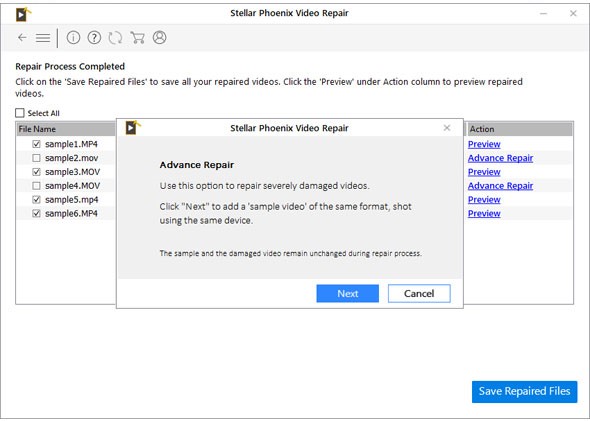 Stellar Phoenix Video Repair
Repair Process Completed
Click on the 'Save Repaired Files' to save all your repaired videos. Click the 'Preview' under Action column to preview repaired
videos.
Select All
File Name
Action
sample1.MP4
Preview
sample2.mov
Advance Repair
sample3.MOV
Preview
sample4.MOV
Advance Repair
sample5.mp4
Preview
sample6.MP4
Preview
Stellar Phoenix Video Repair
Advance Repair
Use this option to repair severely damaged videos.
Click "Next" to add a 'sample video' of the same format, shot
using the same device.
The sample and the damaged video remain unchanged during repair process.
Next
Cancel
Save Repaired Files